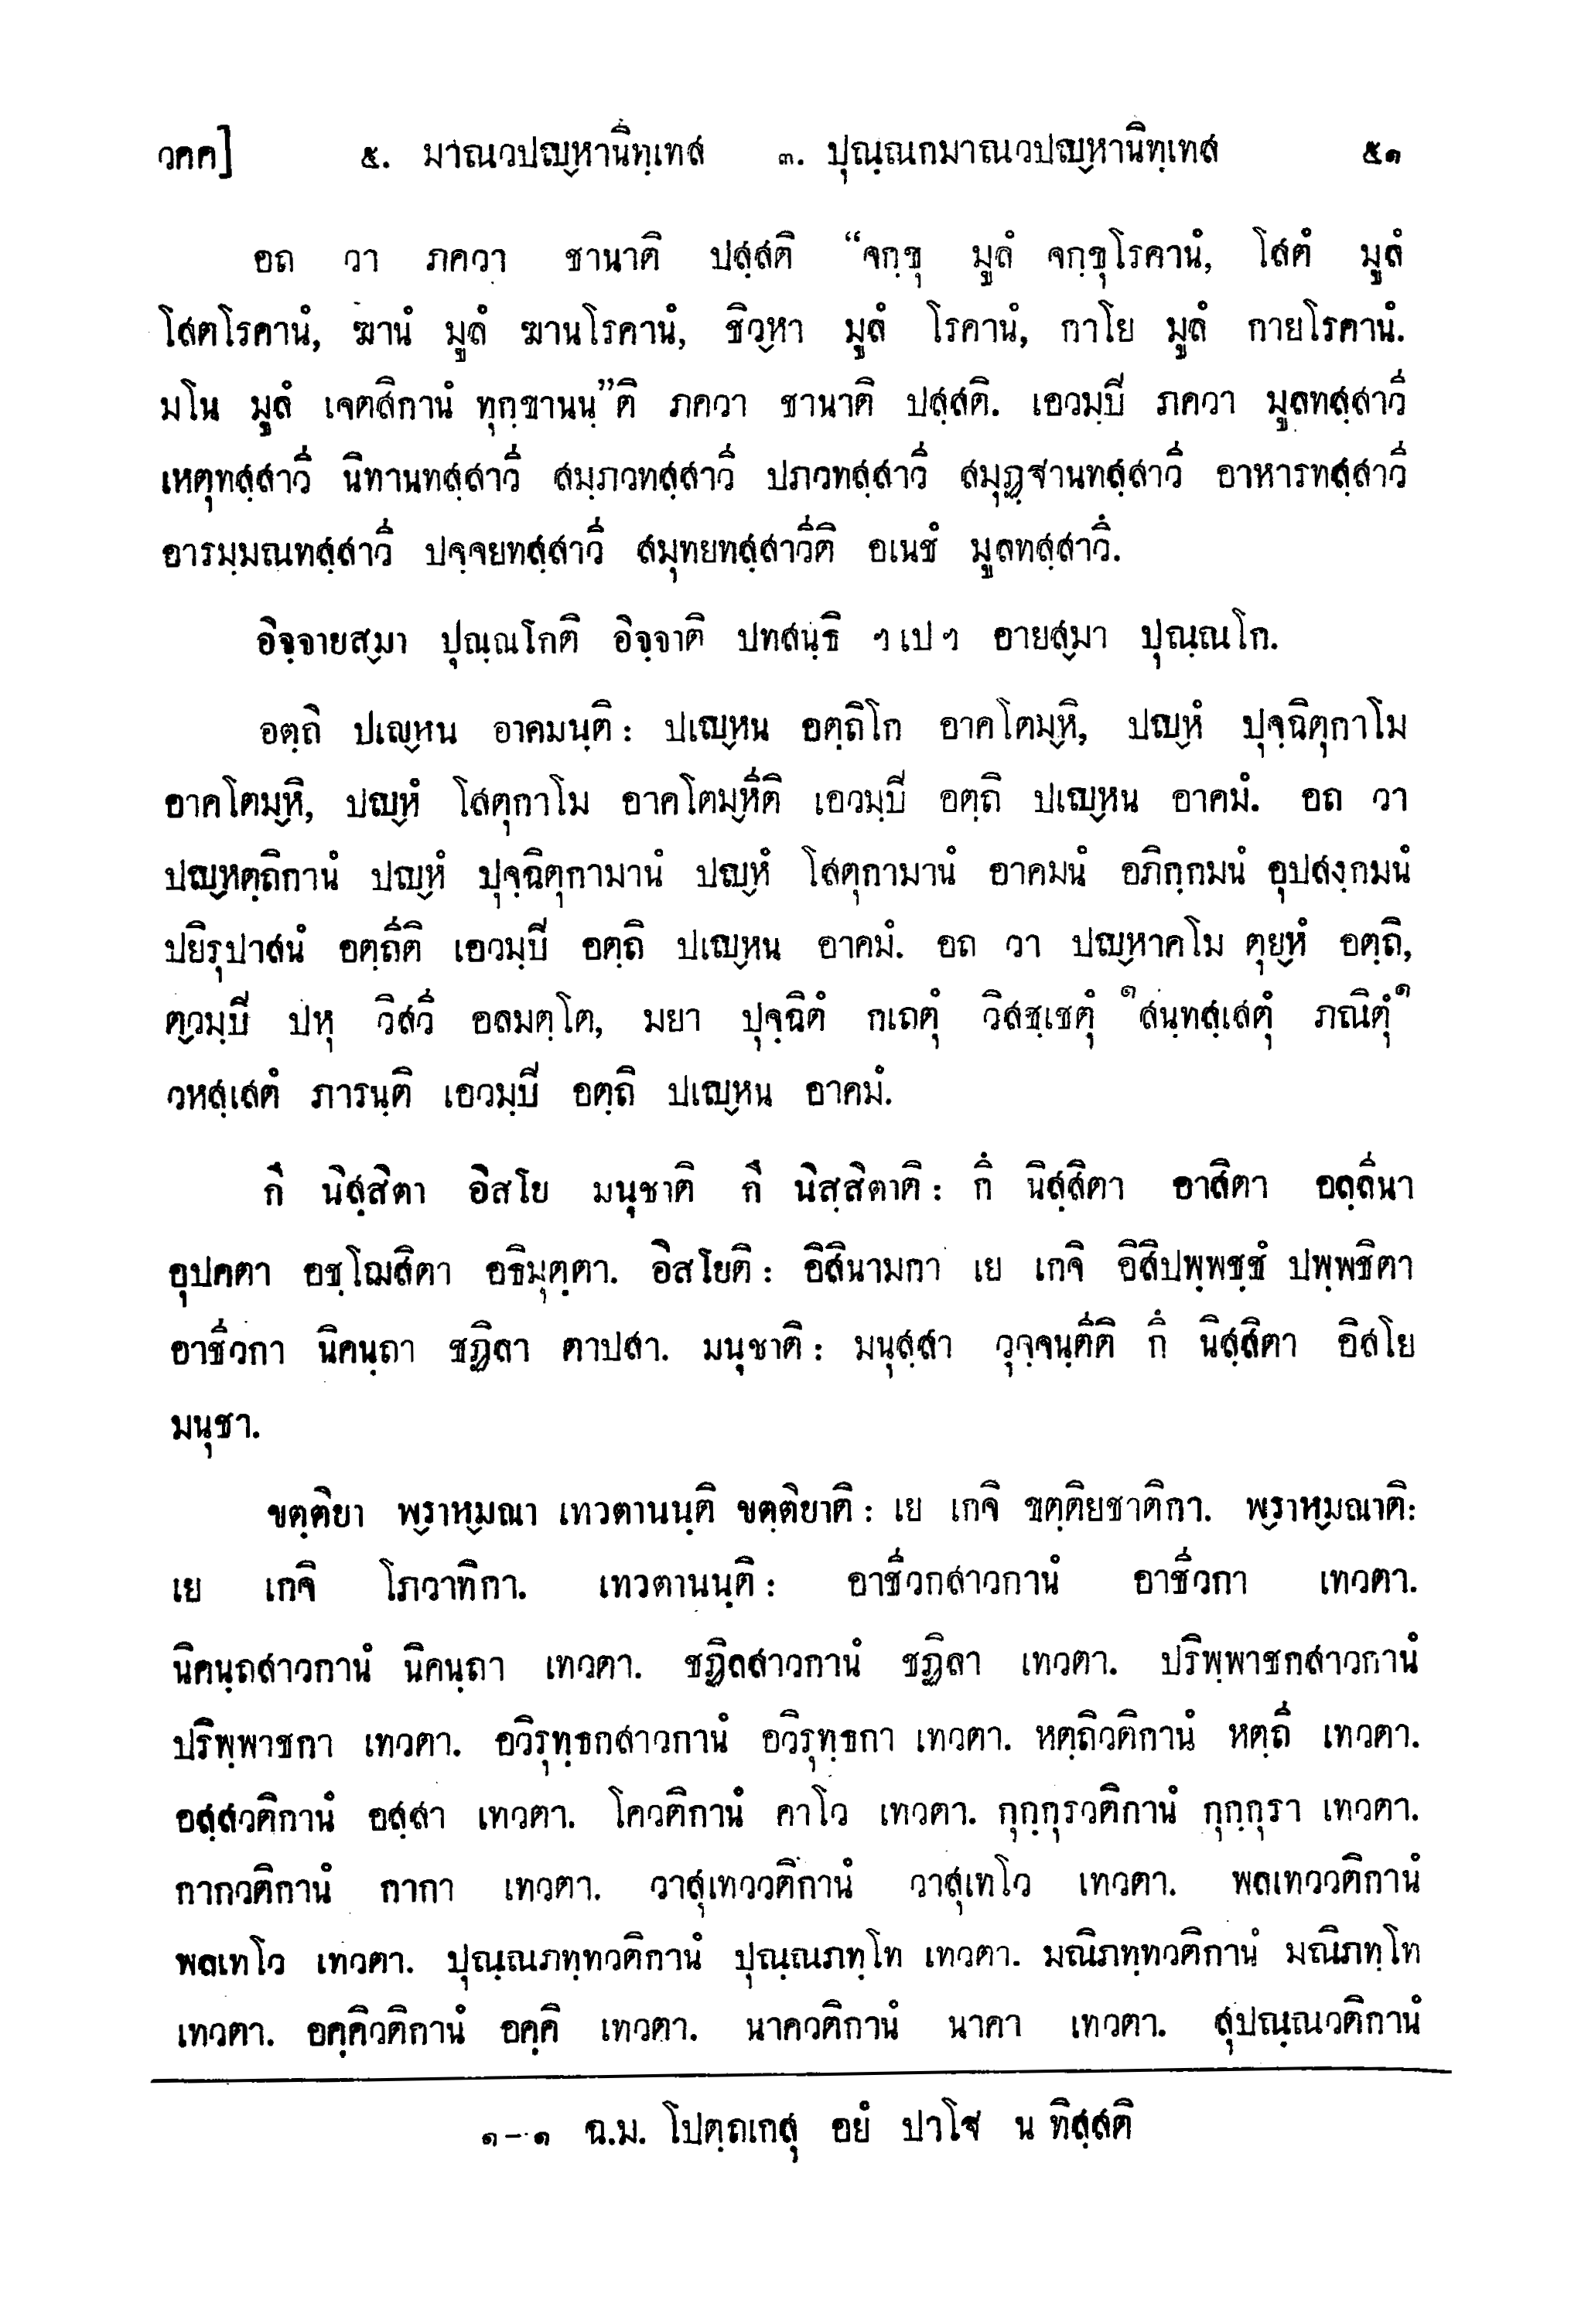 วคฺค]	๕. มาณวปญฺหานิทฺเทส	๓. ปุณฺณกมาณวปญฺหานิทฺเทส	๕๑
อถ วา ภควา ชานาติ ปสฺสติ “จกฺขุ มูลํ จกฺขุโรคานํ, โสตํ มูลํ
โสตโรคานํ, ฆานํ มูลํ ฆานโรคานํ, ชิวฺหา มูลํ โรคานํ, กาโย มูลํ กายโรคานํ.
มโน มูลํ เจตสิกานํ ทุกฺขานนฺ”ติ ภควา ชานาติ ปสฺสติ. เอวมฺปิ ภควา มูลทสฺสาวี
เหตุทสฺสาวี นิทานทสฺสาวี สมฺภวทสฺสาวี ปภวทสฺสาวี สมุฏฺฐานทสฺสาวี อาหารทสฺสาวี
อารมฺมณทสฺสาวี ปจฺจยทสฺสาวี สมุทยทสฺสาวีติ อเนชํ มูลทสฺสาวึ.
อิจฺจายสฺมา ปุณฺณโกติ อิจฺจาติ ปทสนฺธิ ฯเปฯ อายสฺมา ปุณฺณโก.
อตฺถิ ปเญฺหน อาคมนฺติ: ปเญฺหน อตฺถิโก อาคโตมฺหิ, ปญฺหํ ปุจฺฉิตุกาโม
อาคโตมฺหิ, ปญฺหํ โสตุกาโม อาคโตมฺหีติ เอวมฺปิ อตฺถิ ปเญฺหน อาคมํ. อถ วา
ปญฺหตฺถิกานํ ปญฺหํ ปุจฺฉิตุกามานํ ปญฺหํ โสตุกามานํ อาคมนํ อภิกฺกมนํ อุปสงฺกมนํ
ปยิรุปาสนํ อตฺถีติ เอวมฺปิ อตฺถิ ปเญฺหน อาคมํ. อถ วา ปญฺหาคโม ตุยฺหํ อตฺถิ,
ตฺวมฺปิ ปหุ วิสวี อลมตฺโต, มยา ปุจฺฉิตํ กเถตุํ วิสชฺเชตุํ ๑สนฺทสฺเสตุํ ภณิตุํ๑
วหสฺเสตํ ภารนฺติ เอวมฺปิ อตฺถิ ปเญฺหน อาคมํ.
กึ นิสฺสิตา อิสโย มนุชาติ กึ นิสฺสิตาติ: กึ นิสฺสิตา อาสิตา อลฺลีนา
อุปคตา อชฺโฌสิตา อธิมุตฺตา. อิสโยติ: อิสินามกา เย เกจิ อิสิปพฺพชฺชํ ปพฺพชิตา
อาชีวกา นิคนฺถา ชฏิลา ตาปสา. มนุชาติ: มนุสฺสา วุจฺจนฺตีติ กึ นิสฺสิตา อิสโย
มนุชา.
ขตฺติยา พฺราหฺมณา เทวตานนฺติ ขตฺติยาติ: เย เกจิ ขตฺติยชาติกา. พฺราหฺมณาติ:
เย เกจิ โภวาทิกา. เทวตานนฺติ: อาชีวกสาวกานํ อาชีวกา เทวตา.
นิคนฺถสาวกานํ นิคนฺถา เทวตา. ชฏิลสาวกานํ ชฏิลา เทวตา. ปริพฺพาชกสาวกานํ
ปริพฺพาชกา เทวตา. อวิรุทฺธกสาวกานํ อวิรุทฺธกา เทวตา. หตฺถิวติกานํ หตฺถี เทวตา.
อสฺสวติกานํ อสฺสา เทวตา. โควติกานํ คาโว เทวตา. กุกฺกุรวติกานํ กุกฺกุรา เทวตา.
กากวติกานํ กากา เทวตา. วาสุเทววติกานํ วาสุเทโว เทวตา. พลเทววติกานํ
พลเทโว เทวตา. ปุณฺณภทฺทวติกานํ ปุณฺณภทฺโท เทวตา. มณิภทฺทวติกานํ มณิภทฺโท
เทวตา. อคฺคิวติกานํ อคฺคิ เทวตา. นาควติกานํ นาคา เทวตา. สุปณฺณวติกานํ
๑-๑ ฉ.ม. โปตฺถเกสุ อยํ ปาโฐ น ทิสฺสติ